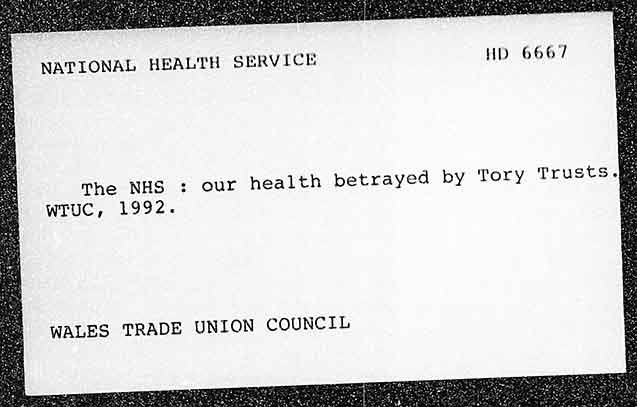 NATIONAL HEALTH SERVICE HD 6667
The NHS : our health betrayed by Tory Trusts.
WTUC, 1992.
WALES TRADE UNION COUNCIL